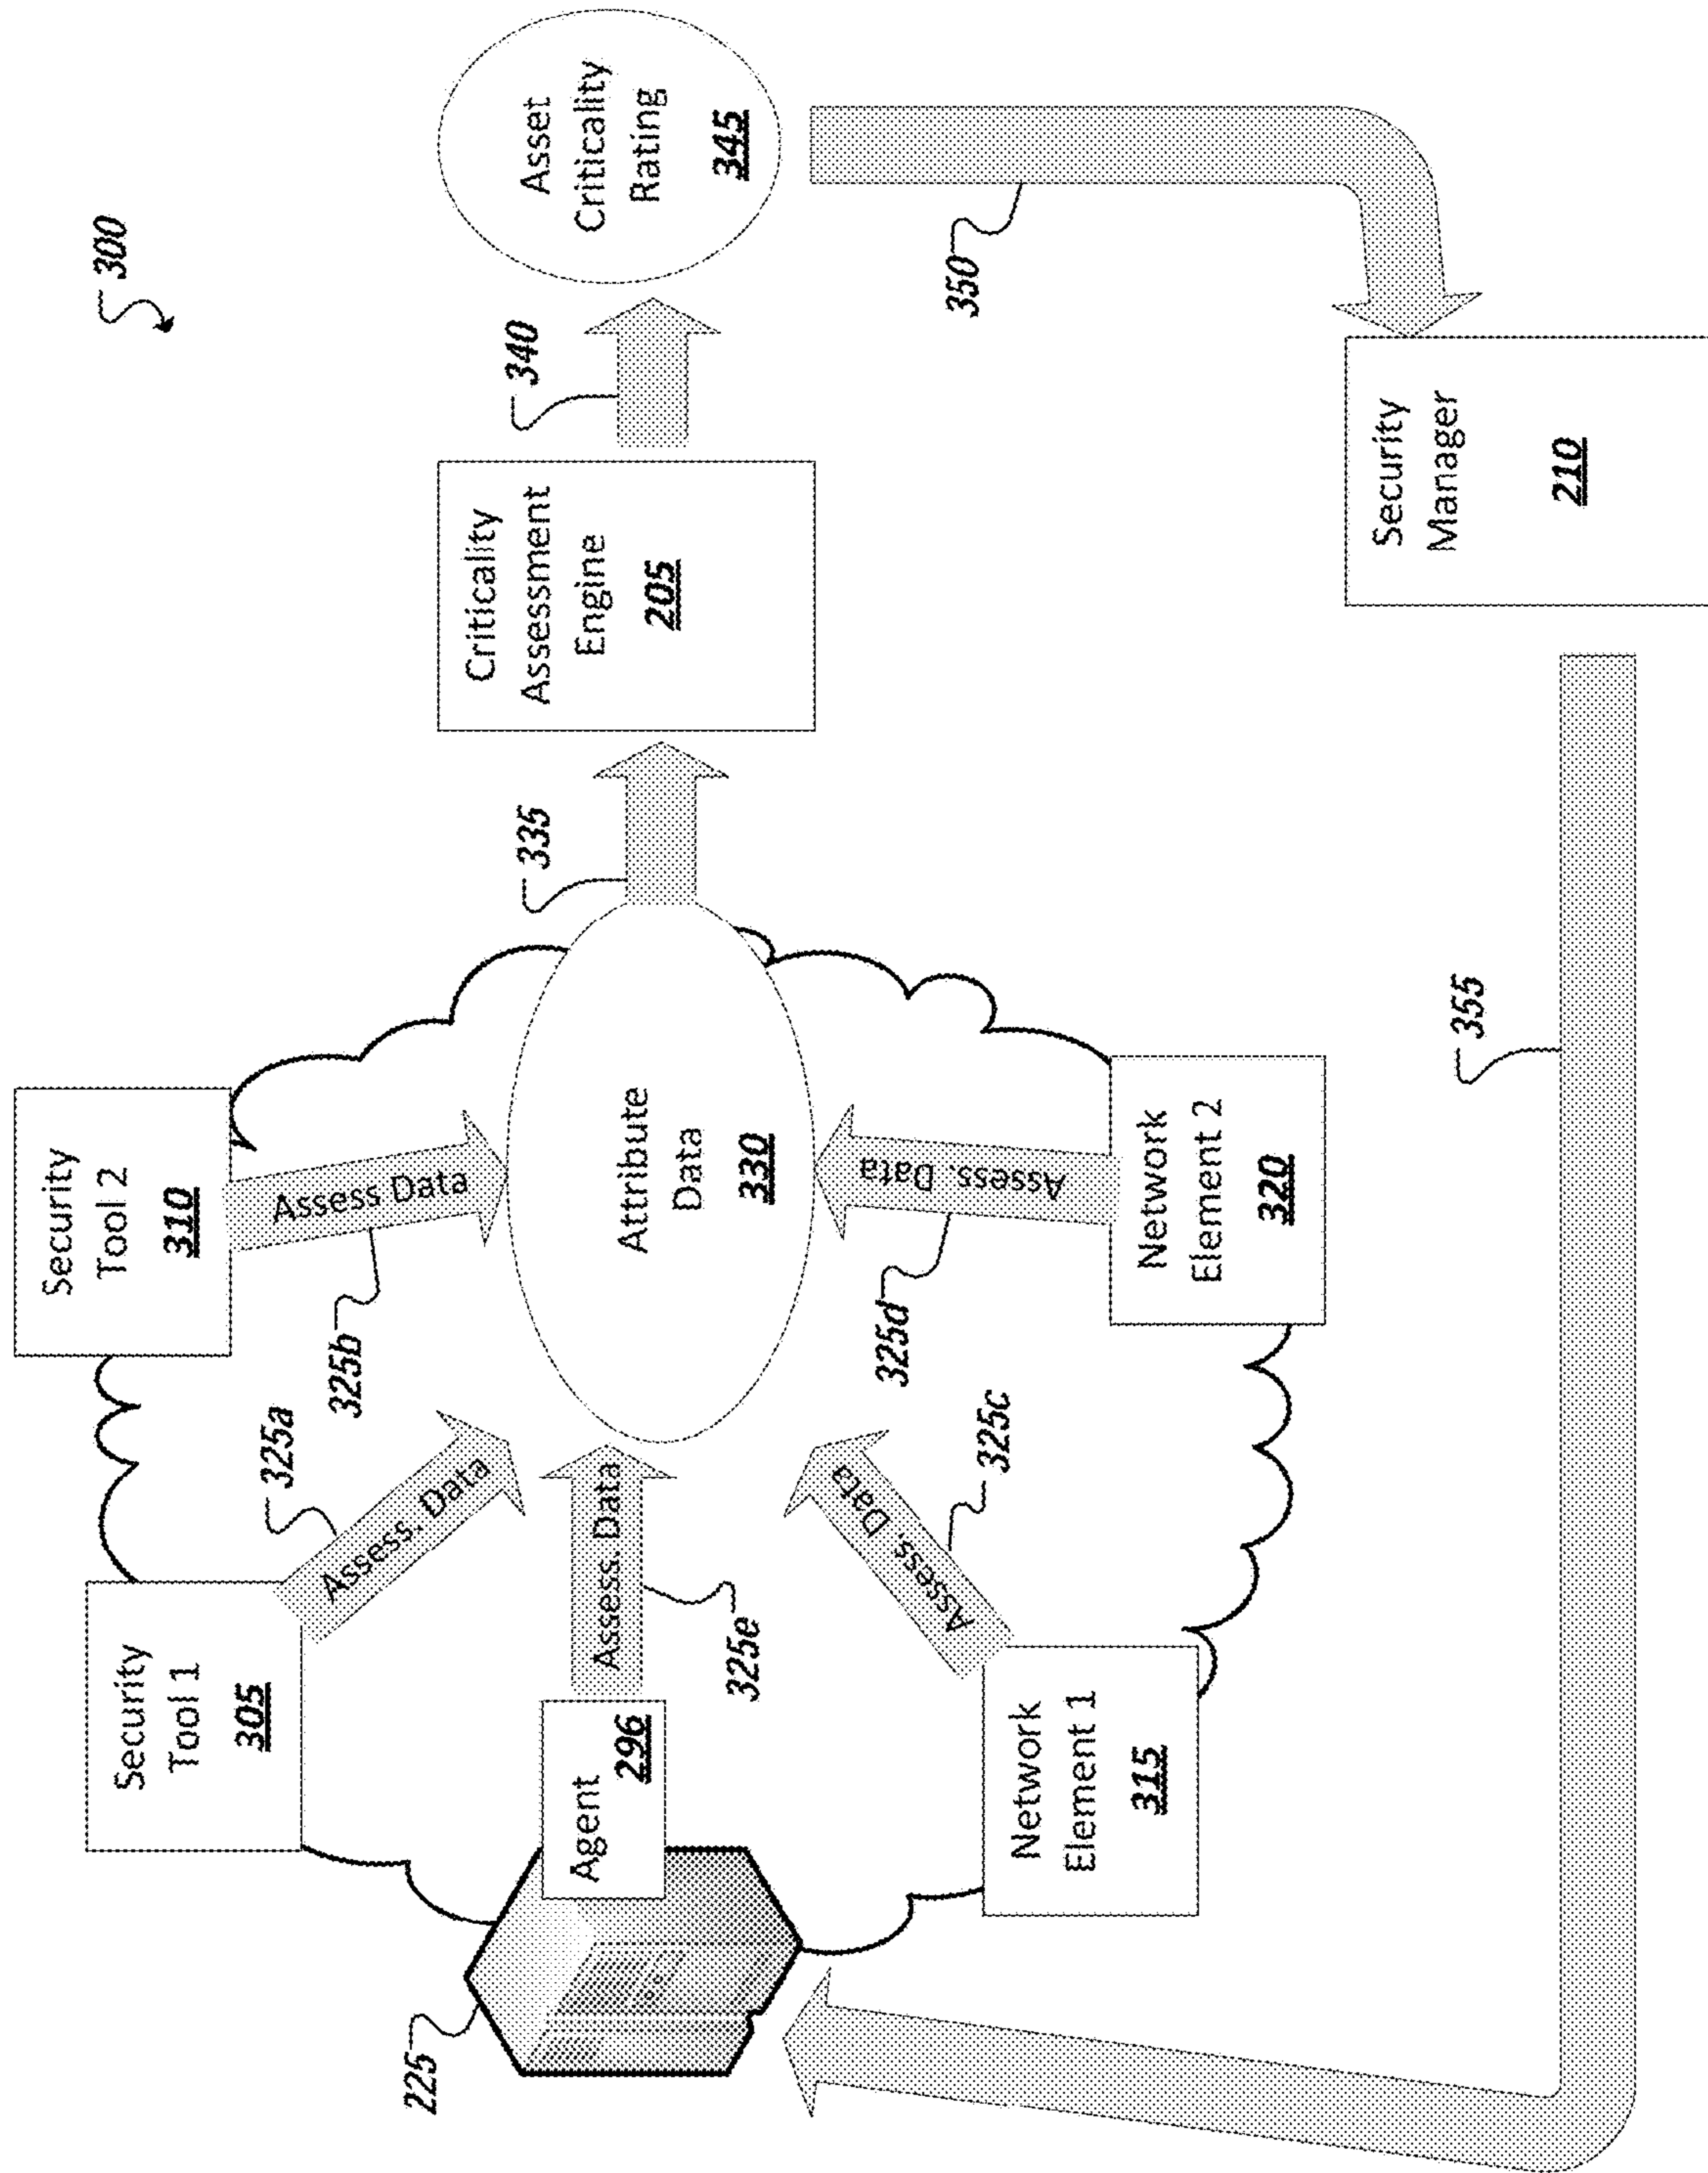 300
Security
Tool 1
305
Security
Tool 2
310
325a
Assess. Data
325b
Assess Data
225
Agent
296
Assess. Data
325e
Attribute
Data
330
335
Criticality
Assessment
Engine
205
340
Asset
Criticality
Rating
345
Network
Element 1
315
Assess. Data
325c
325d
Assess. Data
Network
Element 2
320
350
Security
Manager
210
355